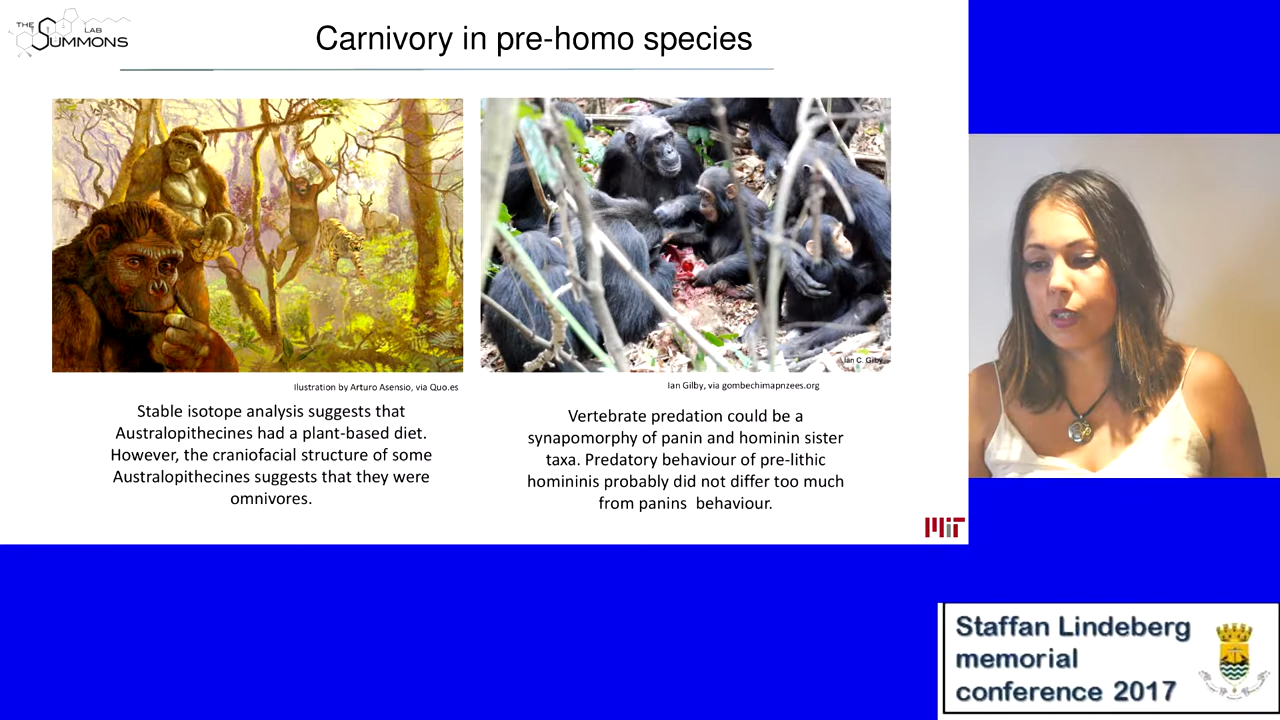 THE
LAB
SUMMONS
Carnivory in pre-homo species
Ian C. Gilby
Ilustration by Arturo Asensio, via Quo.es
Ian Gilby, via gombechimapnzees.org
Stable isotope analysis suggests that
Australopithecines had a plant-based diet.
However, the craniofacial structure of some
Australopithecines suggests that they were
omnivores.
Vertebrate predation could be a
synapomorphy of panin and hominin sister
taxa. Predatory behaviour of pre-lithic
homininis probably did not differ too much
from panins behaviour.
MIT
Staffan Lindeberg
memorial
conference 2017